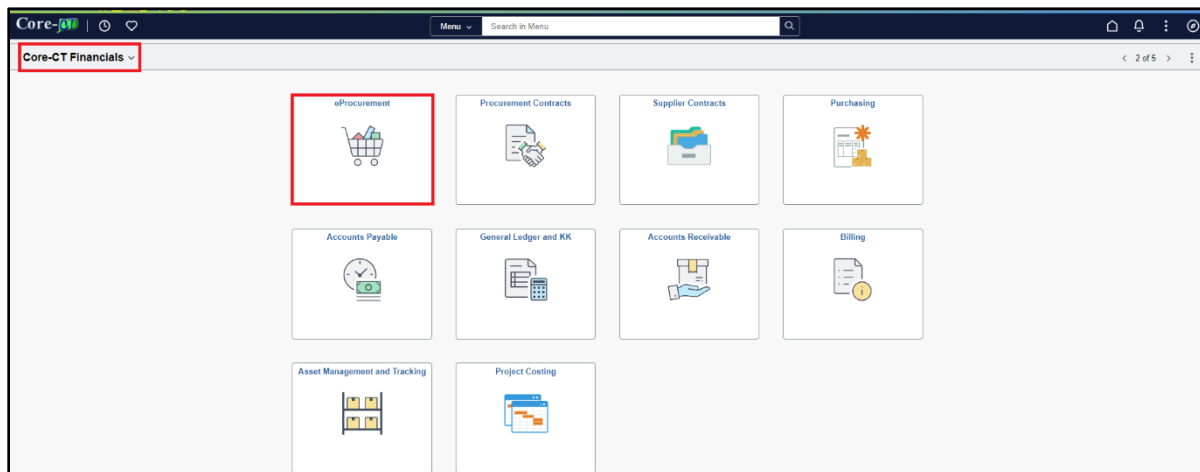 Core-CT
Menu
Search in Menu
Core-CT Financials
2 of 5
eProcurement
Procurement Contracts
Supplier Contracts
Purchasing
Accounts Payable
General Ledger and KK
Accounts Receivable
Billing
Asset Management and Tracking
Project Costing